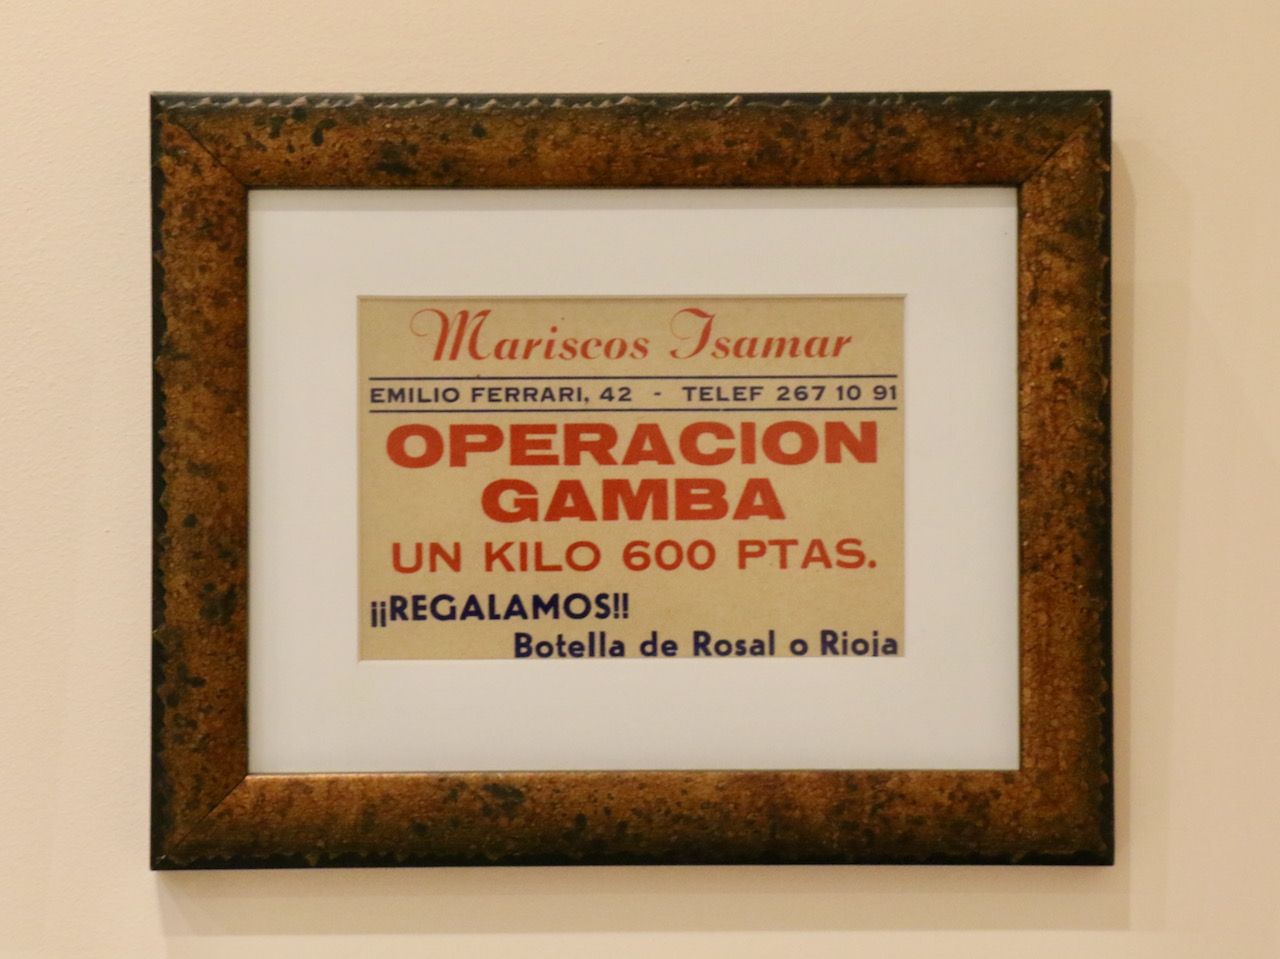 Mariscos Isamar
EMILIO FERRARI, 42 - TELEF 267 10 91
OPERACION
GAMBA
UN KILO 600 PTAS.
¡¡REGALAMOS!!
Botella de Rosal o Rioja